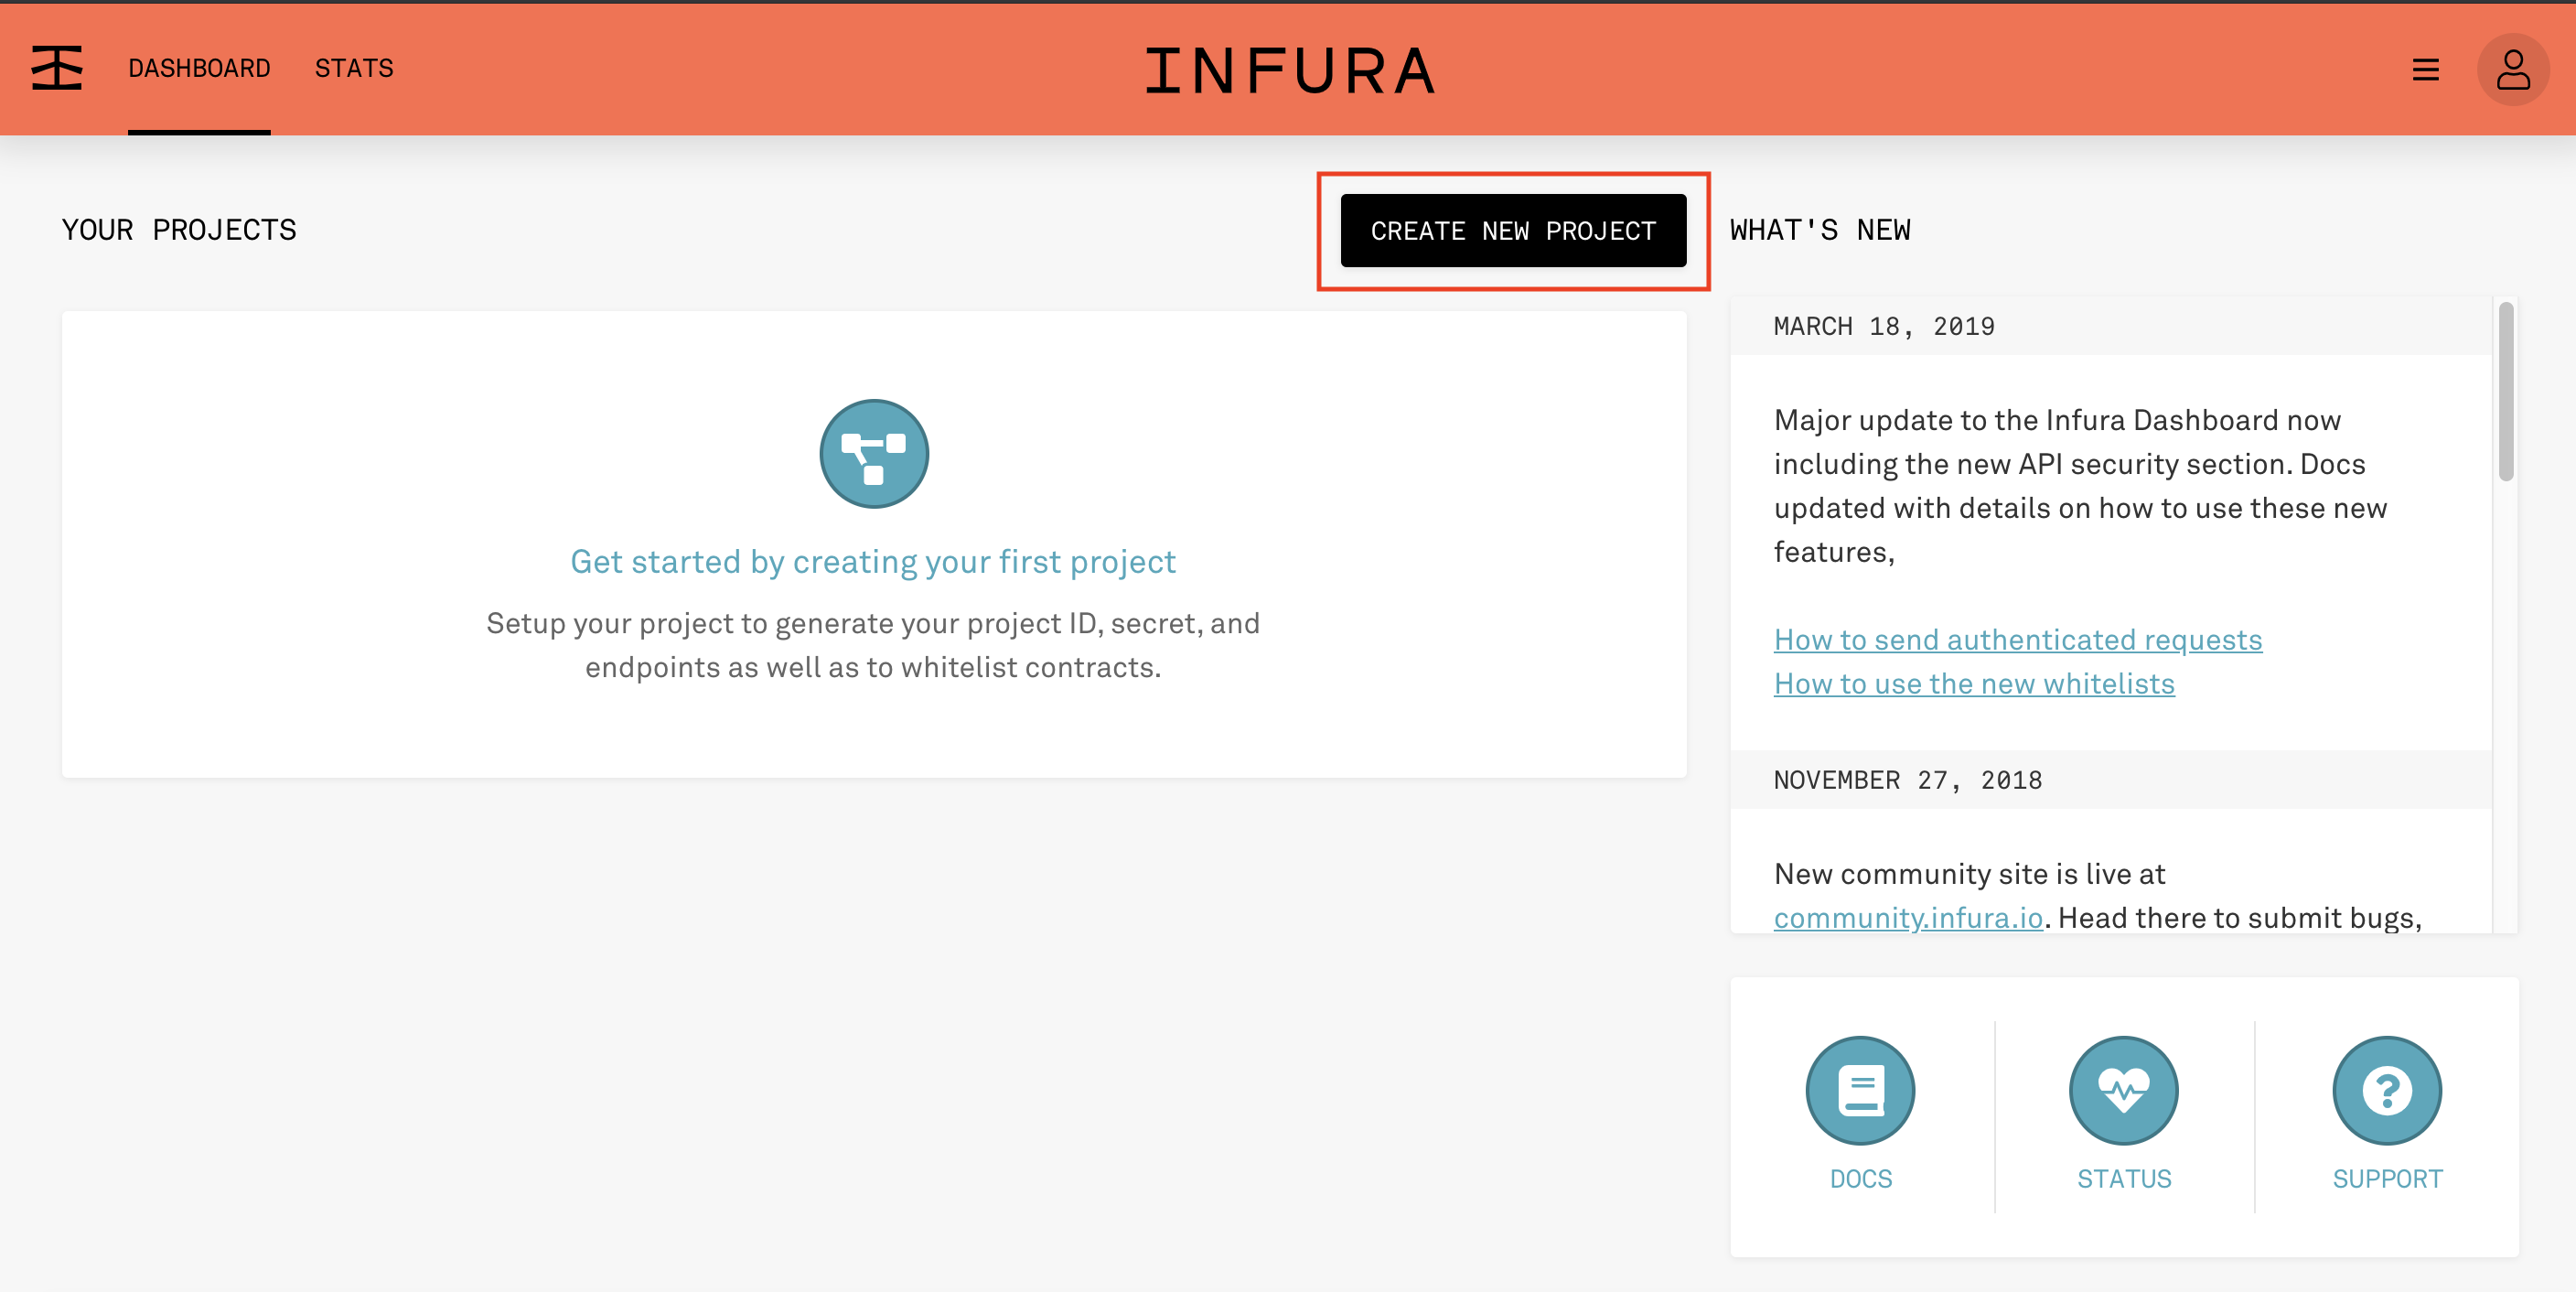 DASHBOARD
STATS
INFURA
YOUR PROJECTS
CREATE NEW PROJECT
Get started by creating your first project
Setup your project to generate your project ID, secret, and
endpoints as well as to whitelist contracts.
WHAT'S NEW
MARCH 18, 2019
Major update to the Infura Dashboard now
including the new API security section. Docs
updated with details on how to use these new
features,
How to send authenticated requests
How to use the new whitelists
NOVEMBER 27, 2018
New community site is live at
community.infura.io. Head there to submit bugs,
DOCS
STATUS
SUPPORT